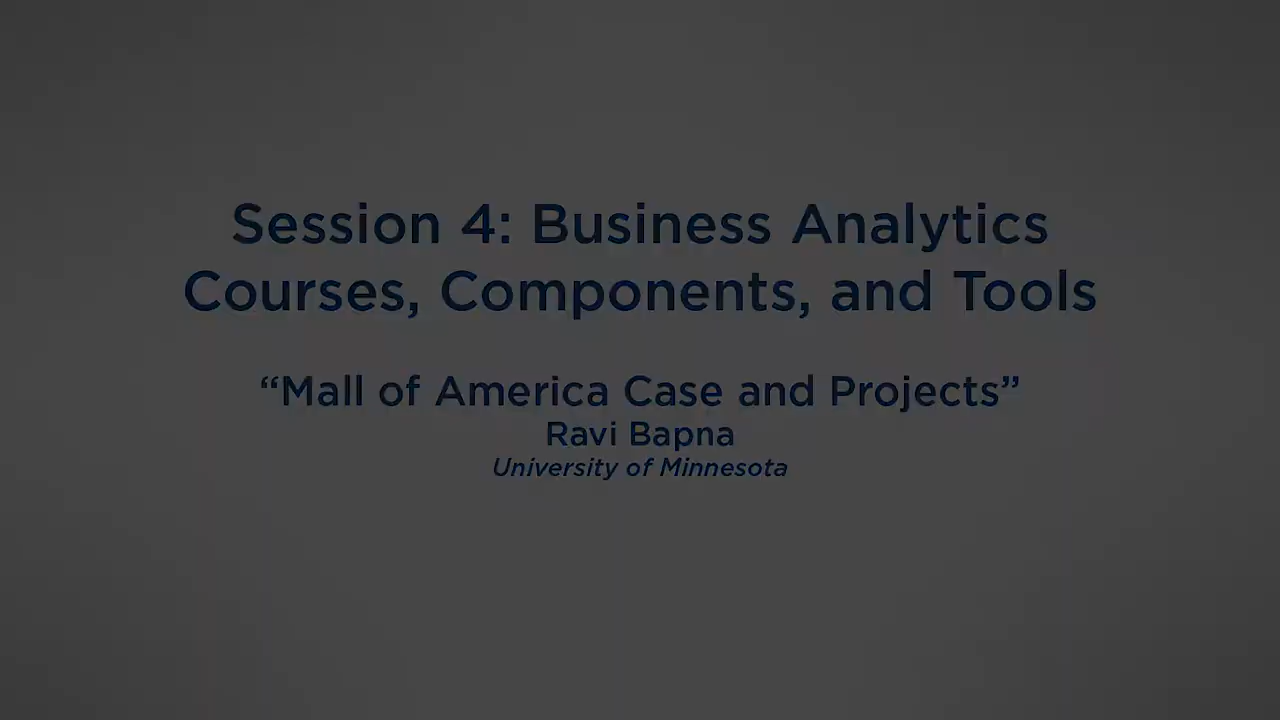 Session 4: Business Analytics
Courses, Components, and Tools
“Mall of America Case and Projects”
Ravi Bapna
University of Minnesota